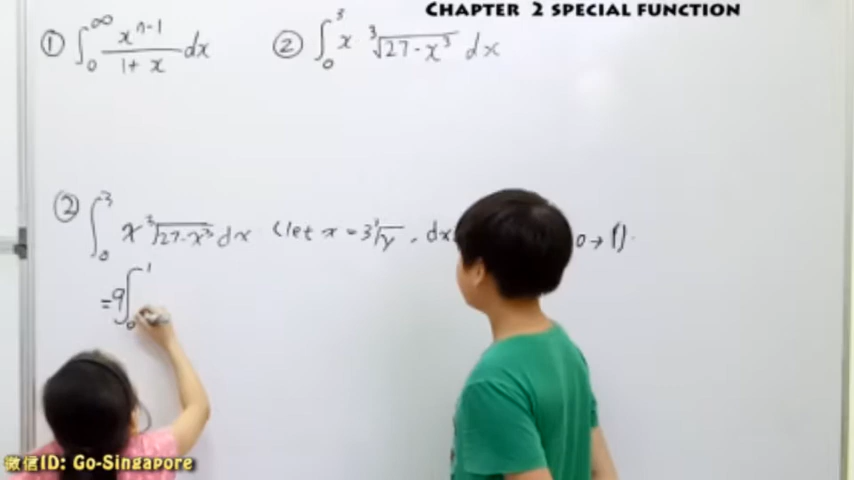 CHAPTER 2 SPECIAL FUNCTION
① ∫₀^∞ x^(n-1)/(1+x) dx ② ∫₀³ x ∛(27-x³) dx
② ∫₀³ x ∛(27-x³) dx (let x = 3∛y , dx 0→1).
= 9∫₀¹
微信ID: Go-Singapore